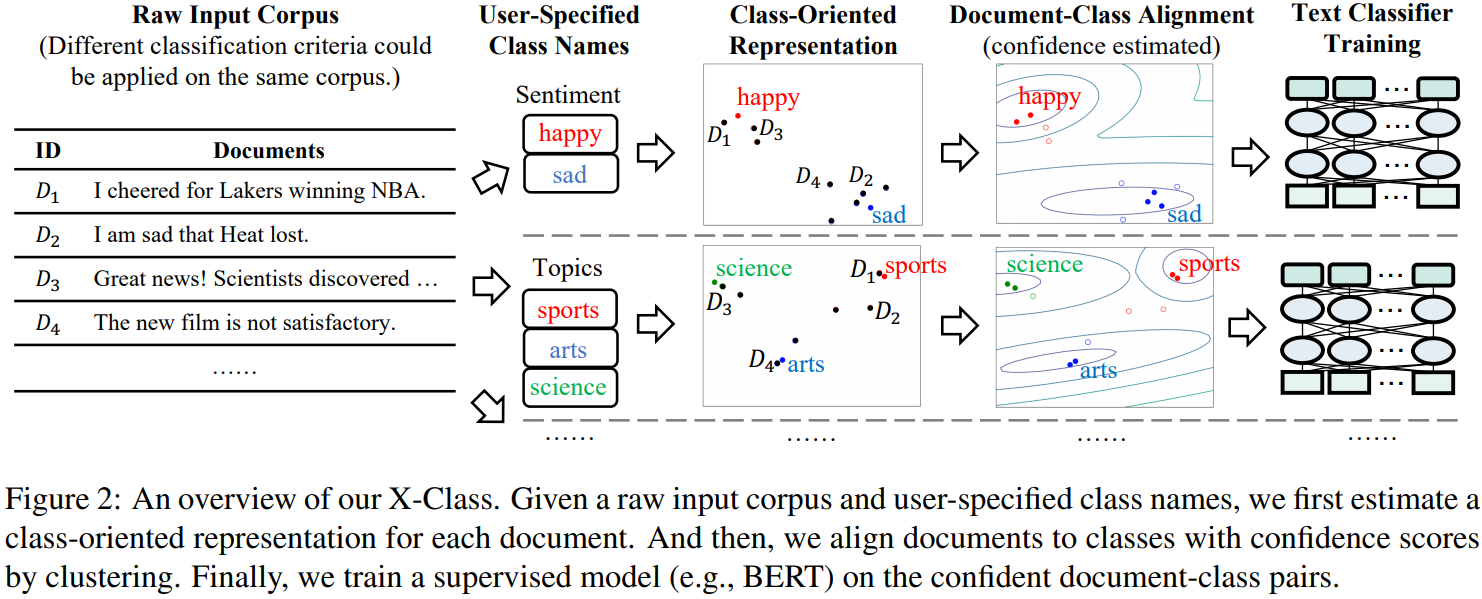 Raw Input Corpus
(Different classification criteria could
be applied on the same corpus.)
ID Documents
D1 I cheered for Lakers winning NBA.
D2 I am sad that Heat lost.
D3 Great news! Scientists discovered …
D4 The new film is not satisfactory.
……
User-Specified
Class Names
Sentiment
happy
sad
Topics
sports
arts
science
……
Class-Oriented
Representation
happy
D1
D3
D4
D2
sad
science
D3
D1
sports
D2
D4
arts
……
Document-Class Alignment
(confidence estimated)
happy
sad
science
sports
arts
……
Text Classifier
Training
…
…
…
…
…
…
…
…
……
Figure 2: An overview of our X-Class. Given a raw input corpus and user-specified class names, we first estimate a
class-oriented representation for each document. And then, we align documents to classes with confidence scores
by clustering. Finally, we train a supervised model (e.g., BERT) on the confident document-class pairs.